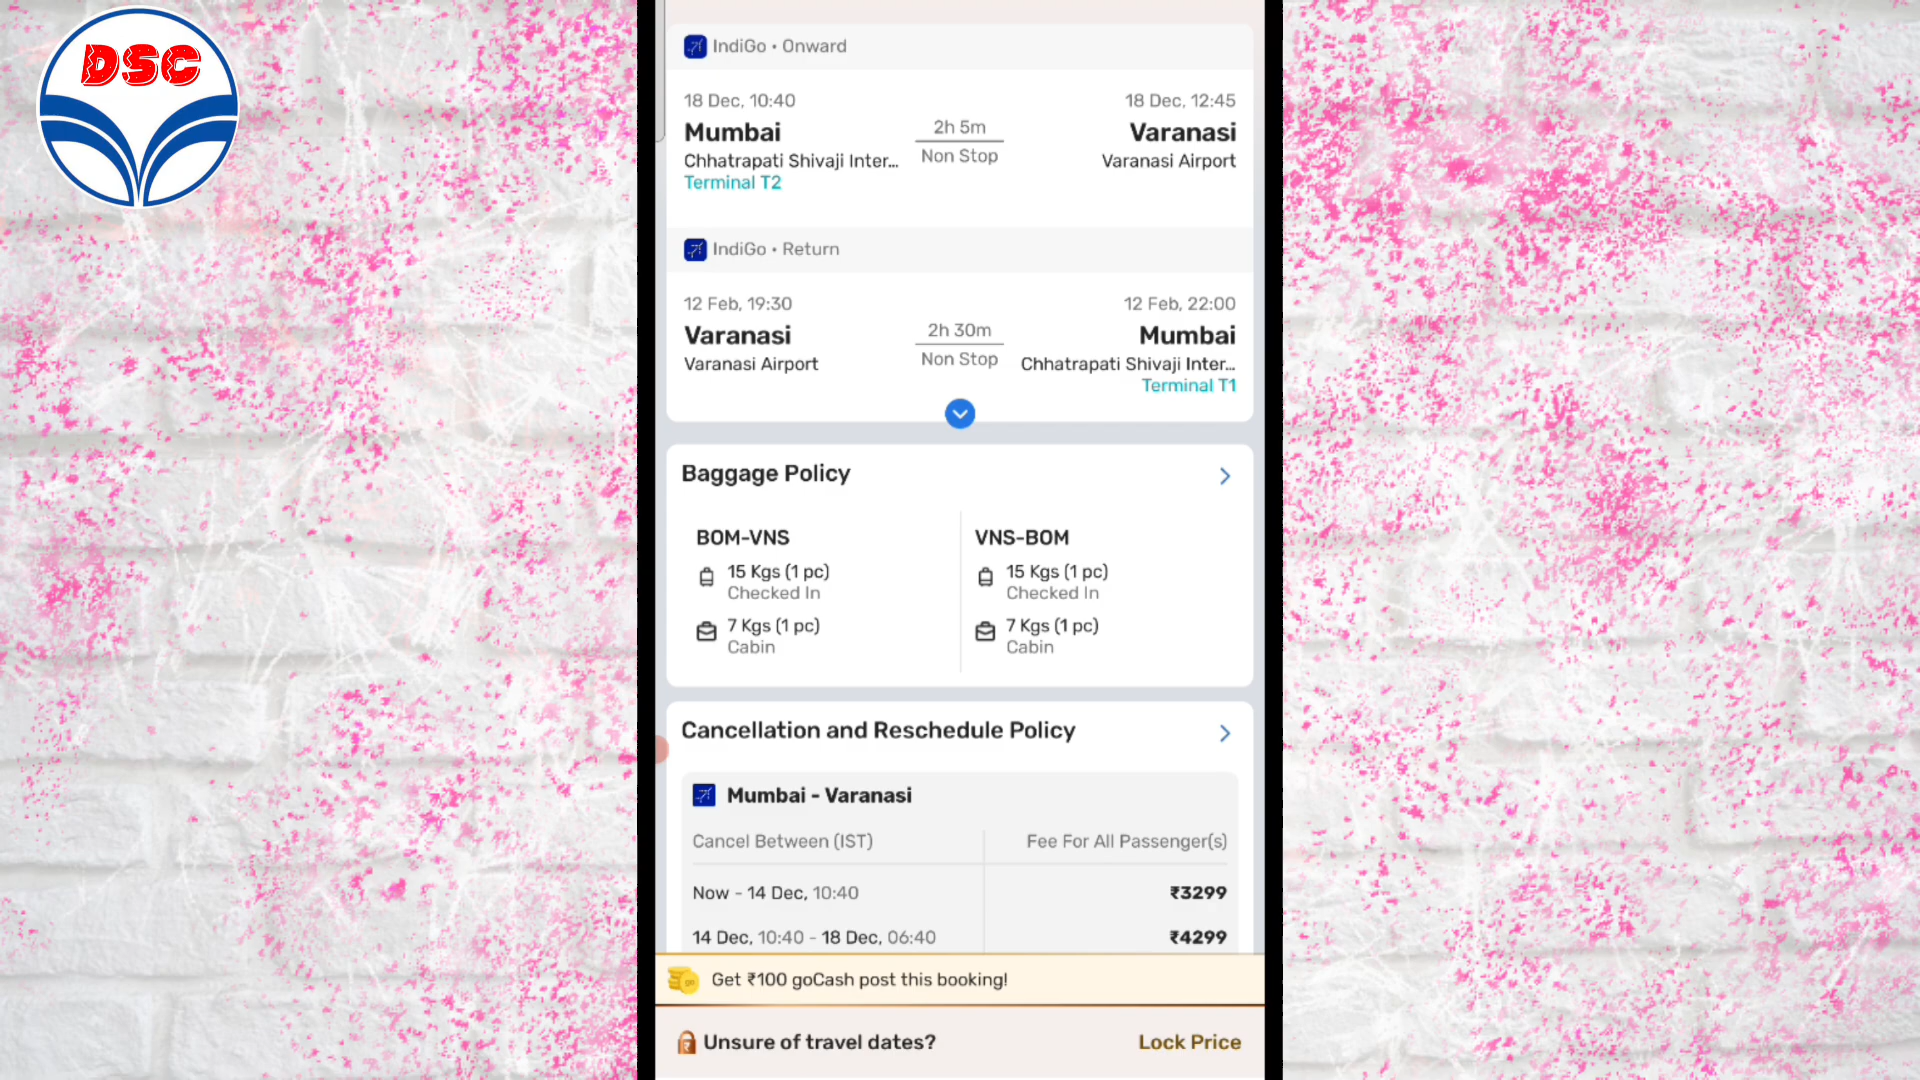 DSC
IndiGo • Onward
18 Dec, 10:40
18 Dec, 12:45
Mumbai
2h 5m
Varanasi
Chhatrapati Shivaji Inter...
Non Stop
Varanasi Airport
Terminal T2
IndiGo • Return
12 Feb, 19:30
12 Feb, 22:00
Varanasi
2h 30m
Mumbai
Varanasi Airport
Non Stop
Chhatrapati Shivaji Inter...
Terminal T1
Baggage Policy
BOM-VNS
VNS-BOM
15 Kgs (1 pc)
Checked In
15 Kgs (1 pc)
Checked In
7 Kgs (1 pc)
Cabin
7 Kgs (1 pc)
Cabin
Cancellation and Reschedule Policy
Mumbai - Varanasi
Cancel Between (IST)
Fee For All Passenger(s)
Now - 14 Dec, 10:40
₹3299
14 Dec, 10:40 - 18 Dec, 06:40
₹4299
go
Get ₹100 goCash post this booking!
Unsure of travel dates?
Lock Price